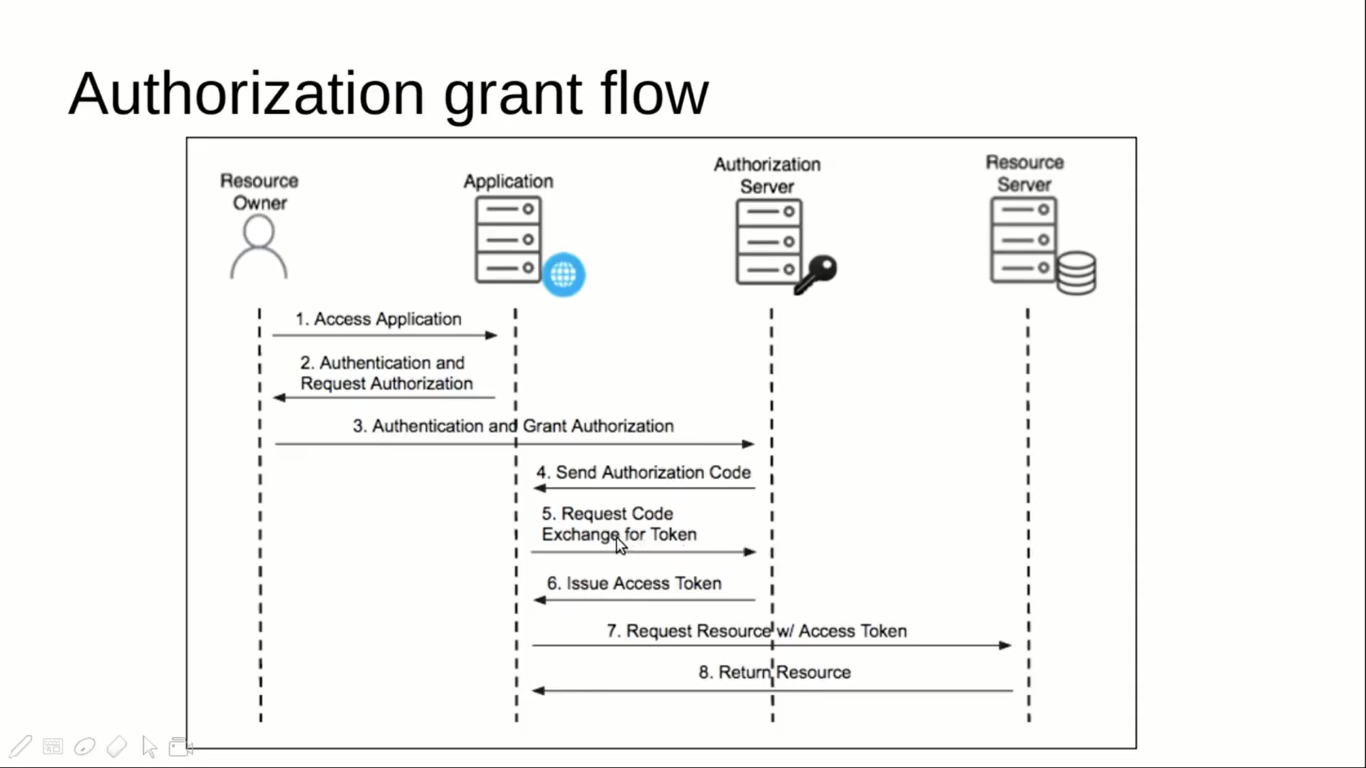 Authorization grant flow
Resource
Owner
Application
Authorization
Server
Resource
Server
1. Access Application
2. Authentication and
Request Authorization
3. Authentication and Grant Authorization
4. Send Authorization Code
5. Request Code
Exchange for Token
6. Issue Access Token
7. Request Resource w/ Access Token
8. Return Resource